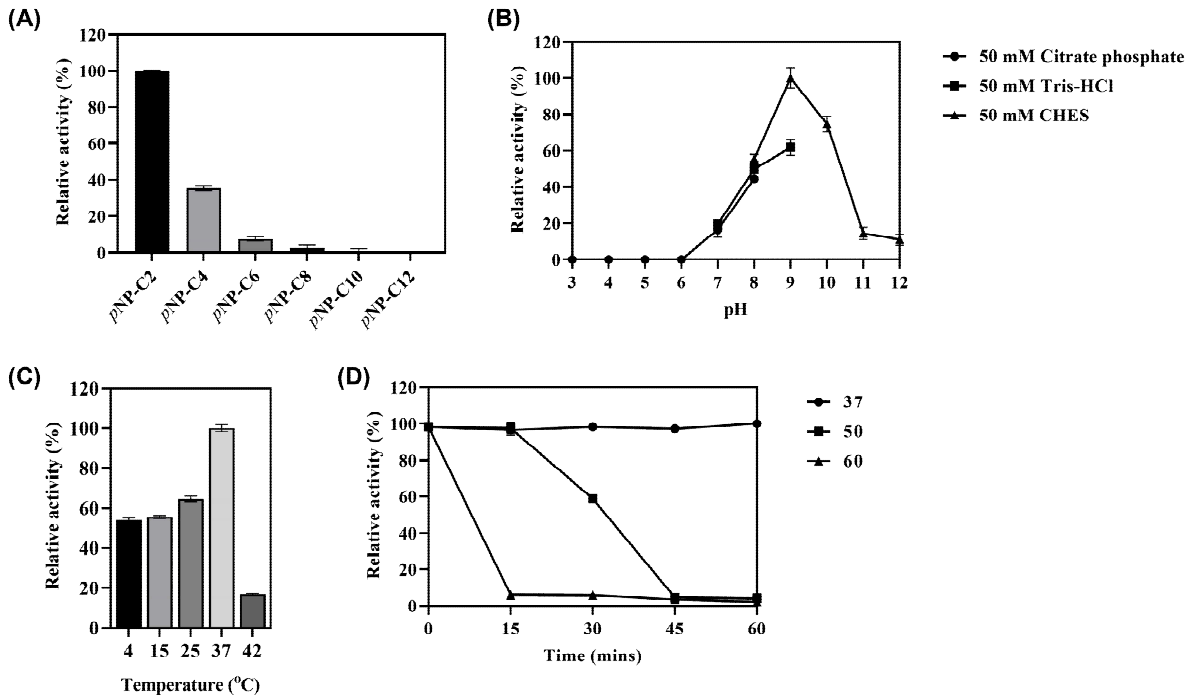 (A)
Relative activity (%)
120
100
80
60
40
20
0
pNP-C2
pNP-C4
pNP-C6
pNP-C8
pNP-C10
pNP-C12
(B)
Relative activity (%)
120
100
80
60
40
20
0
3 4 5 6 7 8 9 10 11 12
pH
50 mM Citrate phosphate
50 mM Tris-HCl
50 mM CHES
(C)
Relative activity (%)
120
100
80
60
40
20
0
4 15 25 37 42
Temperature (°C)
(D)
Relative activity (%)
120
100
80
60
40
20
0
0 15 30 45 60
Time (mins)
37
50
60